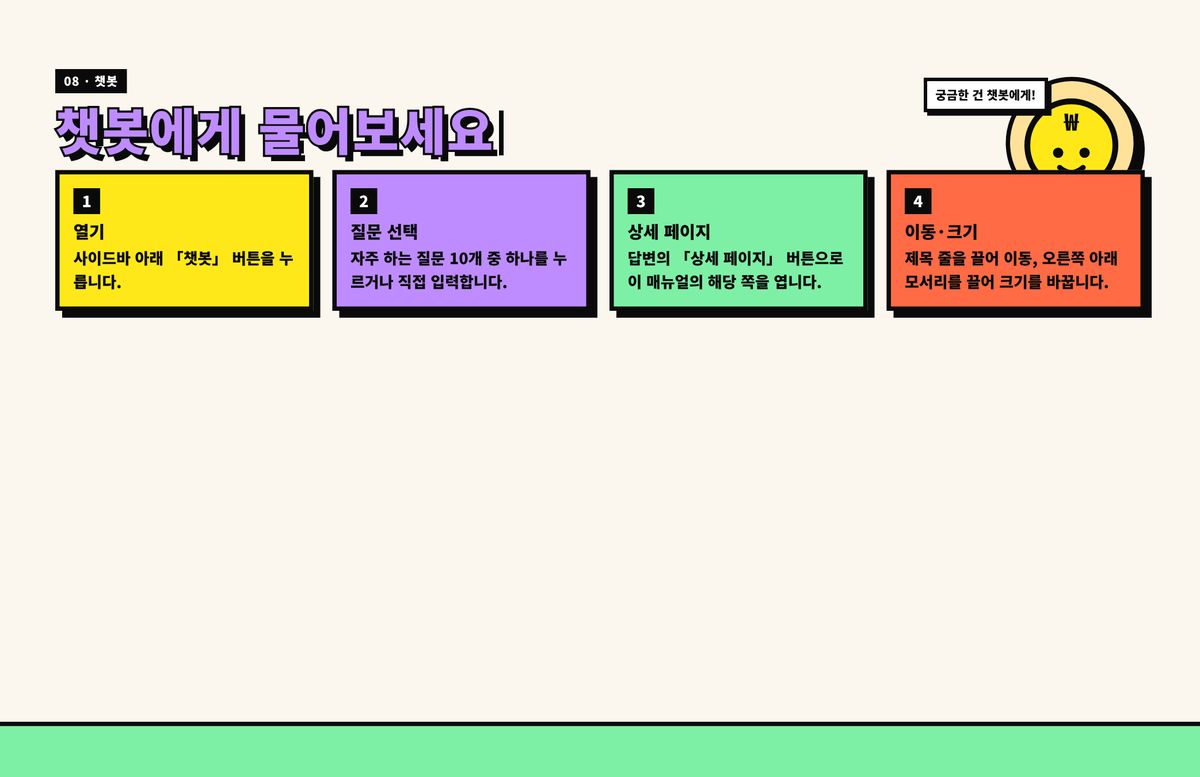 08 · 챗봇
챗봇에게 물어보세요
궁금한 건 챗봇에게!
₩
1
열기
사이드바 아래 「챗봇」 버튼을 누
릅니다.
2
질문 선택
자주 하는 질문 10개 중 하나를 누
르거나 직접 입력합니다.
3
상세 페이지
답변의 「상세 페이지」 버튼으로
이 매뉴얼의 해당 쪽을 엽니다.
4
이동·크기
제목 줄을 끌어 이동, 오른쪽 아래
모서리를 끌어 크기를 바꿉니다.